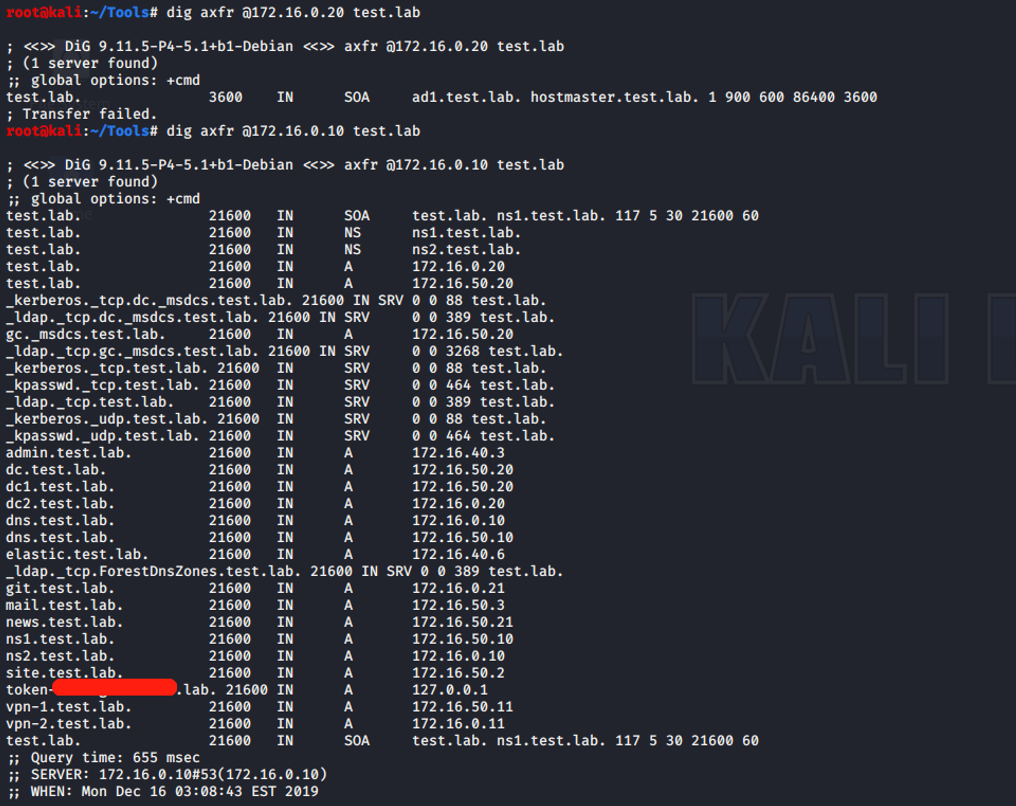 root@kali:~/Tools# dig axfr @172.16.0.20 test.lab
; <<>> DiG 9.11.5-P4-5.1+b1-Debian <<>> axfr @172.16.0.20 test.lab
; (1 server found)
;; global options: +cmd
test.lab. 3600 IN SOA ad1.test.lab. hostmaster.test.lab. 1 900 600 86400 3600
; Transfer failed.
root@kali:~/Tools# dig axfr @172.16.0.10 test.lab
; <<>> DiG 9.11.5-P4-5.1+b1-Debian <<>> axfr @172.16.0.10 test.lab
; (1 server found)
;; global options: +cmd
test.lab. 21600 IN SOA test.lab. ns1.test.lab. 117 5 30 21600 60
test.lab. 21600 IN NS ns1.test.lab.
test.lab. 21600 IN NS ns2.test.lab.
test.lab. 21600 IN A 172.16.0.20
test.lab. 21600 IN A 172.16.50.20
_kerberos._tcp.dc._msdcs.test.lab. 21600 IN SRV 0 0 88 test.lab.
_ldap._tcp.dc._msdcs.test.lab. 21600 IN SRV 0 0 389 test.lab.
gc._msdcs.test.lab. 21600 IN A 172.16.50.20
_ldap._tcp.gc._msdcs.test.lab. 21600 IN SRV 0 0 3268 test.lab.
_kerberos._tcp.test.lab. 21600 IN SRV 0 0 88 test.lab.
_kpasswd._tcp.test.lab. 21600 IN SRV 0 0 464 test.lab.
_ldap._tcp.test.lab. 21600 IN SRV 0 0 389 test.lab.
_kerberos._udp.test.lab. 21600 IN SRV 0 0 88 test.lab.
_kpasswd._udp.test.lab. 21600 IN SRV 0 0 464 test.lab.
admin.test.lab. 21600 IN A 172.16.40.3
dc.test.lab. 21600 IN A 172.16.50.20
dc1.test.lab. 21600 IN A 172.16.50.20
dc2.test.lab. 21600 IN A 172.16.0.20
dns.test.lab. 21600 IN A 172.16.0.10
dns.test.lab. 21600 IN A 172.16.50.10
elastic.test.lab. 21600 IN A 172.16.40.6
_ldap._tcp.ForestDnsZones.test.lab. 21600 IN SRV 0 0 389 test.lab.
git.test.lab. 21600 IN A 172.16.0.21
mail.test.lab. 21600 IN A 172.16.50.3
news.test.lab. 21600 IN A 172.16.50.21
ns1.test.lab. 21600 IN A 172.16.50.10
ns2.test.lab. 21600 IN A 172.16.0.10
site.test.lab. 21600 IN A 172.16.50.2
token- .lab. 21600 IN A 127.0.0.1
vpn-1.test.lab. 21600 IN A 172.16.50.11
vpn-2.test.lab. 21600 IN A 172.16.0.11
test.lab. 21600 IN SOA test.lab. ns1.test.lab. 117 5 30 21600 60
;; Query time: 655 msec
;; SERVER: 172.16.0.10#53(172.16.0.10)
;; WHEN: Mon Dec 16 03:08:43 EST 2019
KALI